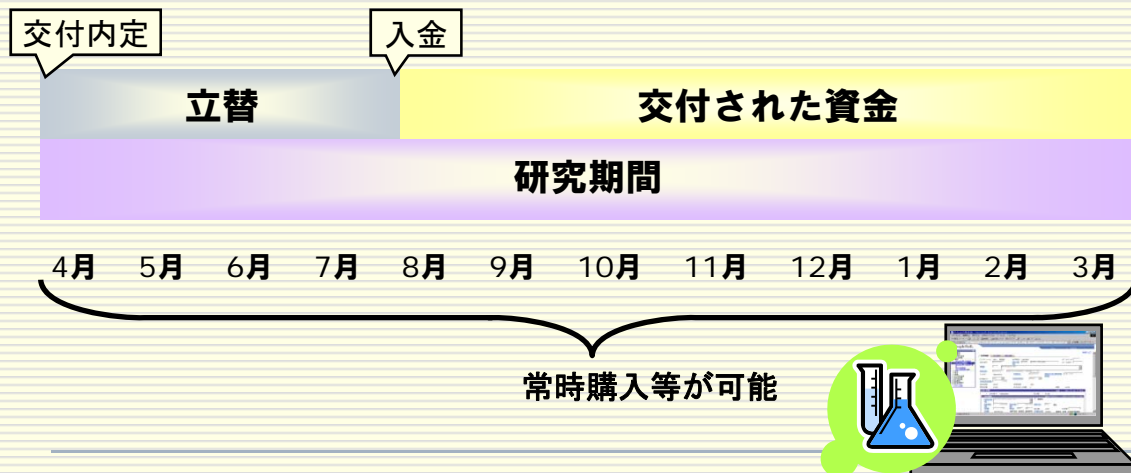 交付内定
入金
立替
交付された資金
研究期間
4月 5月 6月 7月 8月 9月 10月 11月 12月 1月 2月 3月
常時購入等が可能